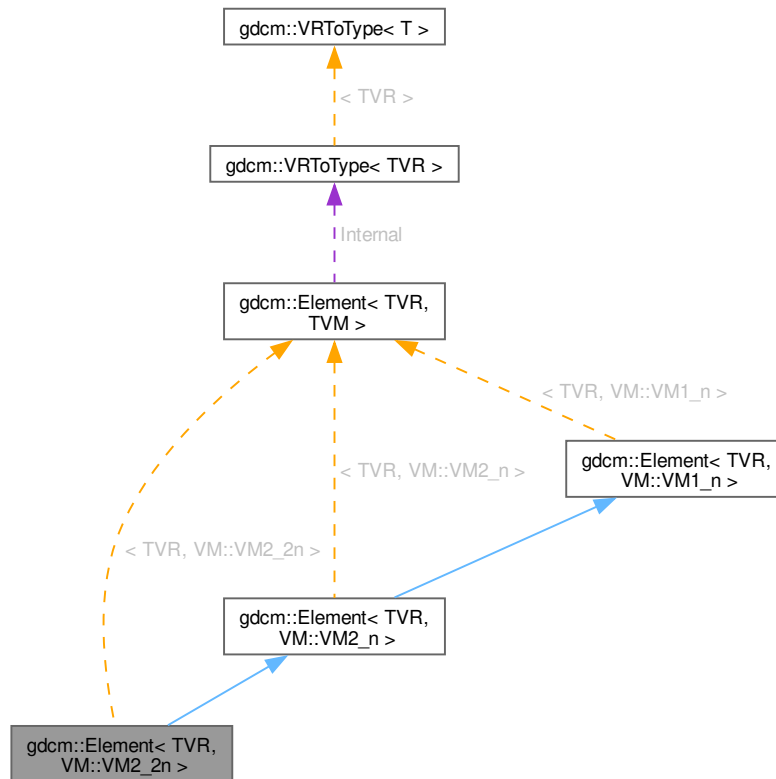 gdcm::VRToType< T >
< TVR >
gdcm::VRToType< TVR >
Internal
gdcm::Element< TVR,
TVM >
< TVR, VM::VM1_n >
gdcm::Element< TVR,
VM::VM1_n >
< TVR, VM::VM2_n >
< TVR, VM::VM2_2n >
gdcm::Element< TVR,
VM::VM2_n >
gdcm::Element< TVR,
VM::VM2_2n >